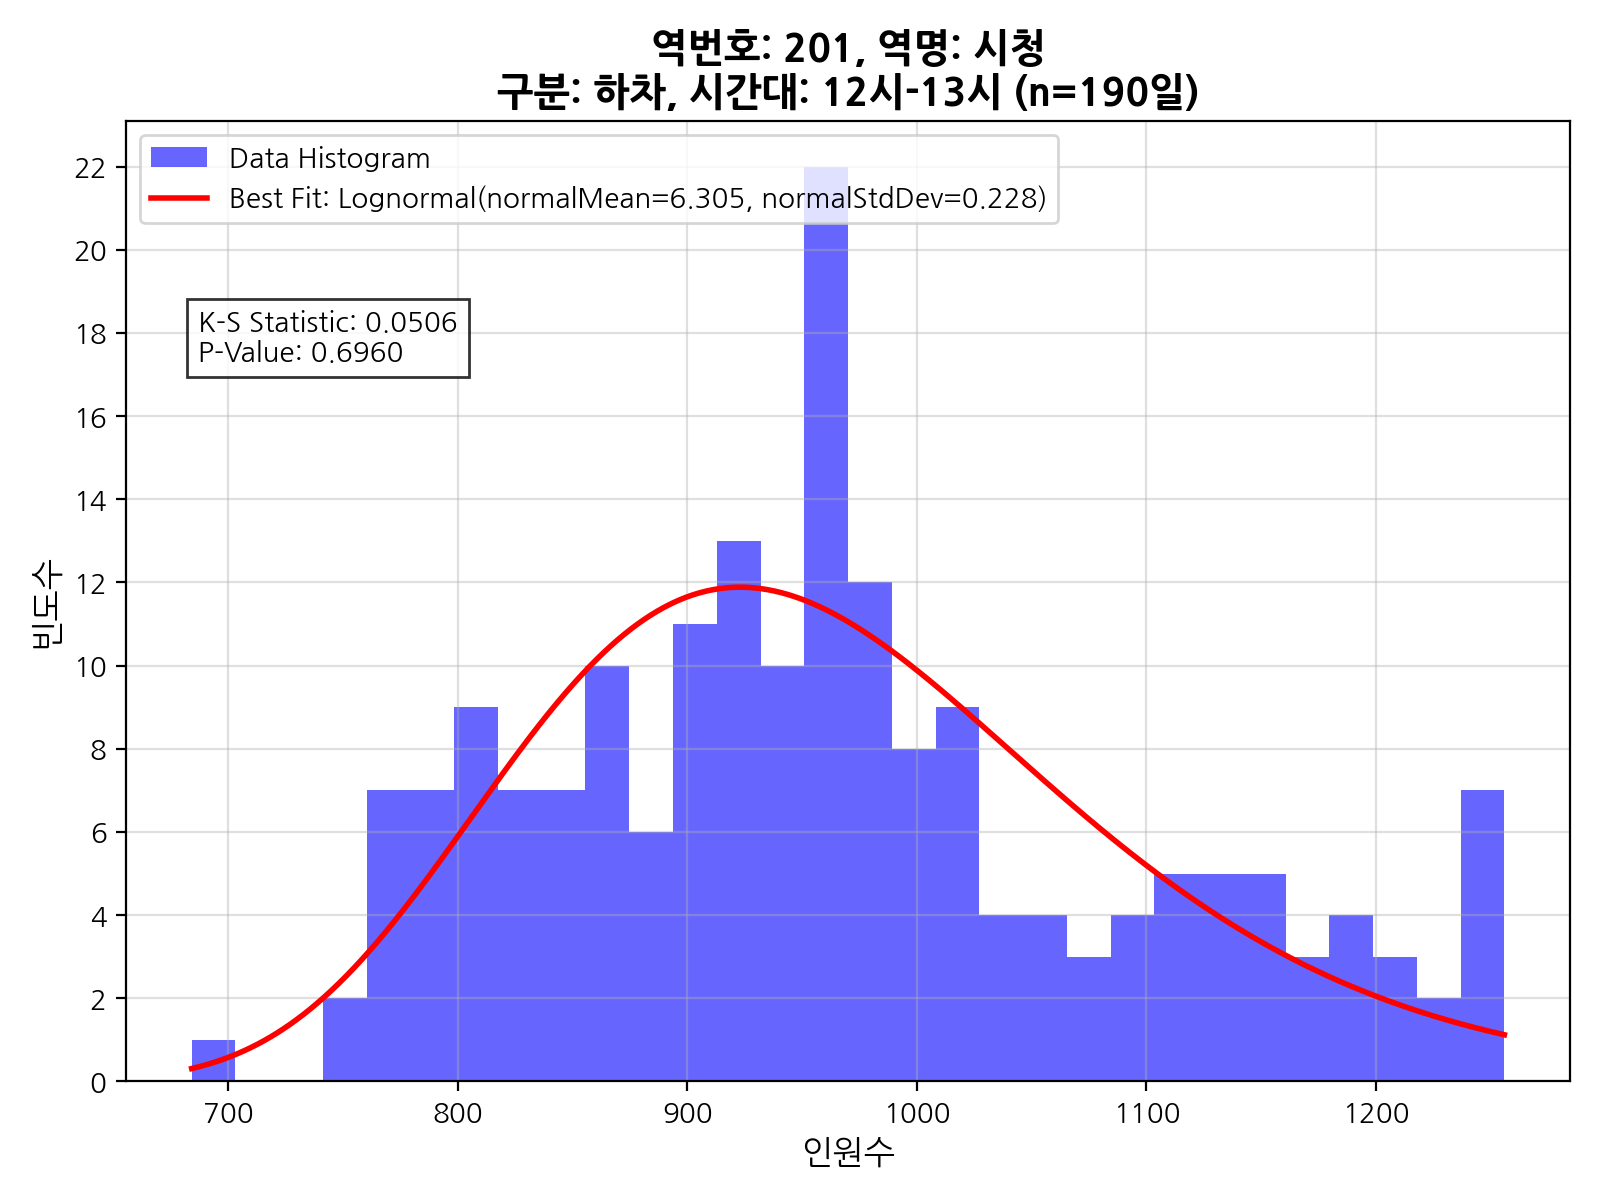 역번호: 201, 역명: 시청
구분: 하차, 시간대: 12시-13시 (n=190일)
Data Histogram
Best Fit: Lognormal(normalMean=6.305, normalStdDev=0.228)
K-S Statistic: 0.0506
P-Value: 0.6960
빈도수
22
20
18
16
14
12
10
8
6
4
2
0
700 800 900 1000 1100 1200
인원수